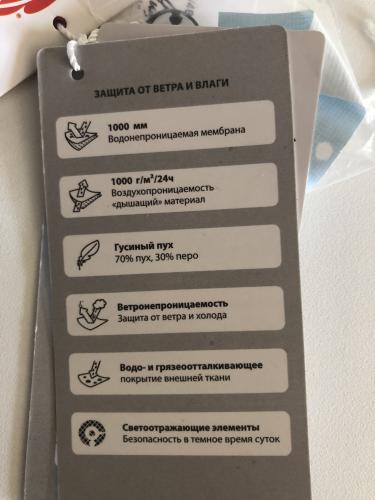 ЗАЩИТА ОТ ВЕТРА И ВЛАГИ
1000 мм
Водонепроницаемая мембрана
1000 г/м²/24ч
Воздухопроницаемость
«дышащий» материал
Гусиный пух
70% пух, 30% перо
Ветронепроницаемость
Защита от ветра и холода
Водо- и грязеотталкивающее
покрытие внешней ткани
Светоотражающие элементы
Безопасность в темное время суток